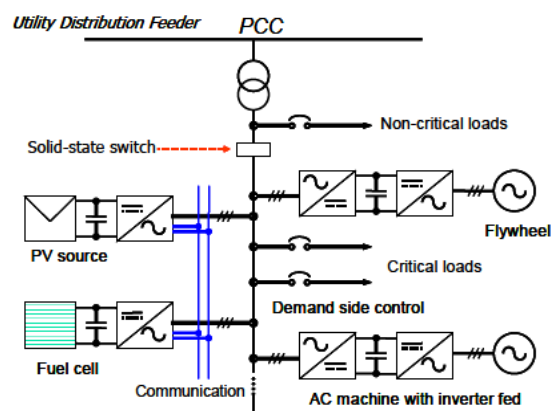 Utility Distribution Feeder
PCC
Non-critical loads
Solid-state switch
Flywheel
PV source
Critical loads
Demand side control
Fuel cell
Communication
AC machine with inverter fed